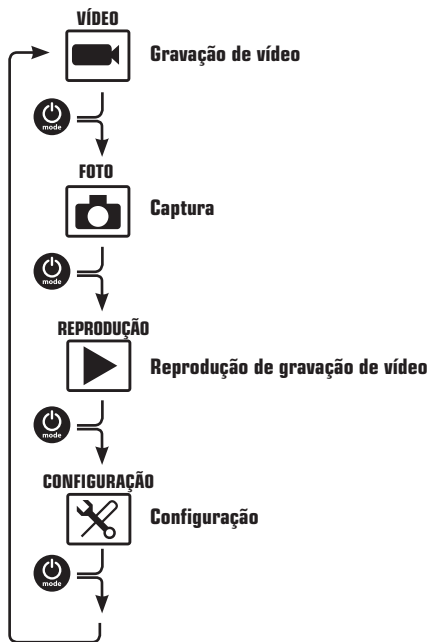 VÍDEO
Gravação de vídeo
mode
FOTO
Captura
mode
REPRODUÇÃO
Reprodução de gravação de vídeo
mode
CONFIGURAÇÃO
Configuração
mode